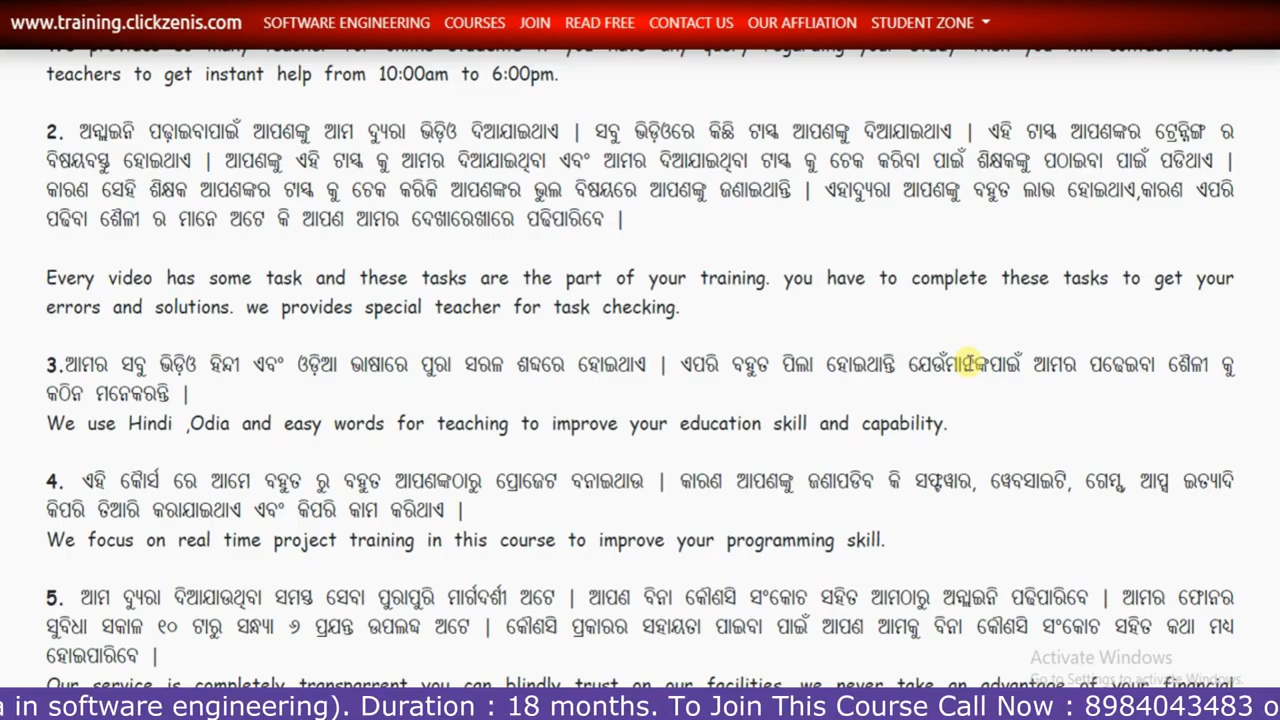 www.training.clickzenis.com SOFTWARE ENGINEERING COURSES JOIN READ FREE CONTACT US OUR AFFLIATION STUDENT ZONE
teachers to get instant help from 10:00am to 6:00pm.
2. ଅନ୍ଲାଇନି ପଢ଼ାଇବାପାଇଁ ଆପଣଙ୍କୁ ଆମ ଦ୍ୱାରା ଭିଡ଼ିଓ ଦିଆଯାଇଥାଏ | ସବୁ ଭିଡ଼ିଓରେ କିଛି ଟାସ୍କ ଆପଣଙ୍କୁ ଦିଆଯାଇଥାଏ | ଏହି ଟାସ୍କ ଆପଣଙ୍କର ଟ୍ରେନ୍ନିଙ୍ଗ ର
ବିଷୟବସ୍ତୁ ହୋଇଥାଏ | ଆପଣଙ୍କୁ ଏହି ଟାସ୍କ କୁ ଆମର ଦିଆଯାଇଥିବା ଏବଂ ଆମର ଦିଆଯାଇଥିବା ଟାସ୍କ କୁ ଚେକ କରିବା ପାଇଁ ଶିକ୍ଷକଙ୍କୁ ପଠାଇବା ପାଇଁ ପଡିଥାଏ |
କାରଣ ସେହି ଶିକ୍ଷକ ଆପଣଙ୍କର ଟାସ୍କ କୁ ଚେକ କରିକି ଆପଣଙ୍କର ଭୁଲ ବିଷୟରେ ଆପଣଙ୍କୁ ଜଣାଇଥାନ୍ତି | ଏହାଦ୍ୱାରା ଆପଣଙ୍କୁ ବହୁତ ଲାଭ ହୋଇଥାଏ,କାରଣ ଏପରି
ପଢିବା ଶୈଳୀ ର ମାନେ ଅଟେ କି ଆପଣ ଆମର ଦେଖାରେଖାରେ ପଢିପାରିବେ |
Every video has some task and these tasks are the part of your training. you have to complete these tasks to get your
errors and solutions. we provides special teacher for task checking.
3.ଆମର ସବୁ ଭିଡ଼ିଓ ହିନ୍ଦୀ ଏବଂ ଓଡ଼ିଆ ଭାଷାରେ ପୁରା ସରଳ ଶବ୍ଦରେ ହୋଇଥାଏ | ଏପରି ବହୁତ ପିଲା ହୋଇଥାନ୍ତି ଆମର ପଢେଇବା ଶୈଳୀ କୁ
କଠିନ ମନେକରନ୍ତି |
We use Hindi ,Odia and easy words for teaching to improve your education skill and capability.
4. ଏହି କୋର୍ସ ରେ ଆମେ ବହୁତ ରୁ ବହୁତ ଆପଣଙ୍କଠାରୁ ପ୍ରୋଜେଟ ବନାଇଥାଉ | କାରଣ ଆପଣଙ୍କୁ ଜଣାପଡିବ କି ସଫ୍ଟୱାର, ୱେବସାଇଟି, ଗେମ୍ସ, ଆପ୍ସ ଇତ୍ୟାଦି
କିପରି ତିଆରି କରାଯାଇଥାଏ ଏବଂ କିପରି କାମ କରିଥାଏ |
We focus on real time project training in this course to improve your programming skill.
5. ଆମ ଦ୍ୱାରା ଦିଆଯାଉଥିବା ସମସ୍ତ ସେବା ପୁରାପୁରି ମାର୍ଗଦର୍ଶୀ ଅଟେ | ଆପଣ ବିନା କୌଣସି ସଂକୋଚ ସହିତ ଆମଠାରୁ ଅନ୍ଲାଇନି ପଢିପାରିବେ | ଆମର ଫୋନର
ସୁବିଧା ସକାଳ ୧୦ ଟାରୁ ସନ୍ଧ୍ୟା ୬ ପ୍ରଯନ୍ତ ଉପଲବ୍ଦ ଅଟେ | କୌଣସି ପ୍ରକାରର ସହାୟତା ପାଇବା ପାଇଁ ଆପଣ ଆମକୁ ବିନା କୌଣସି ସଂକୋଚ ସହିତ କଥା ମଧ୍ୟ
ହୋଇପାରିବେ |
Activate Windows
Go to Settings to activate Windows.
in software engineering). Duration : 18 months. To Join This Course Call Now : 8984043483 o